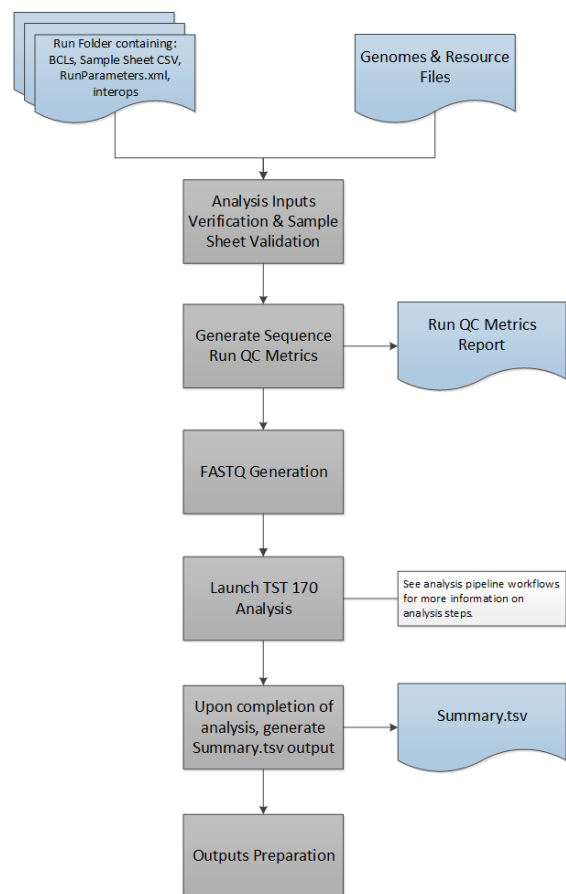 Run Folder containing:
BCLs, Sample Sheet CSV,
RunParameters.xml,
interops
Genomes & Resource
Files
Analysis Inputs
Verification & Sample
Sheet Validation
Generate Sequence
Run QC Metrics
Run QC Metrics
Report
FASTQ Generation
Launch TST 170
Analysis
See analysis pipeline workflows
for more information on
analysis steps.
Upon completion of
analysis, generate
Summary.tsv output
Summary.tsv
Outputs Preparation